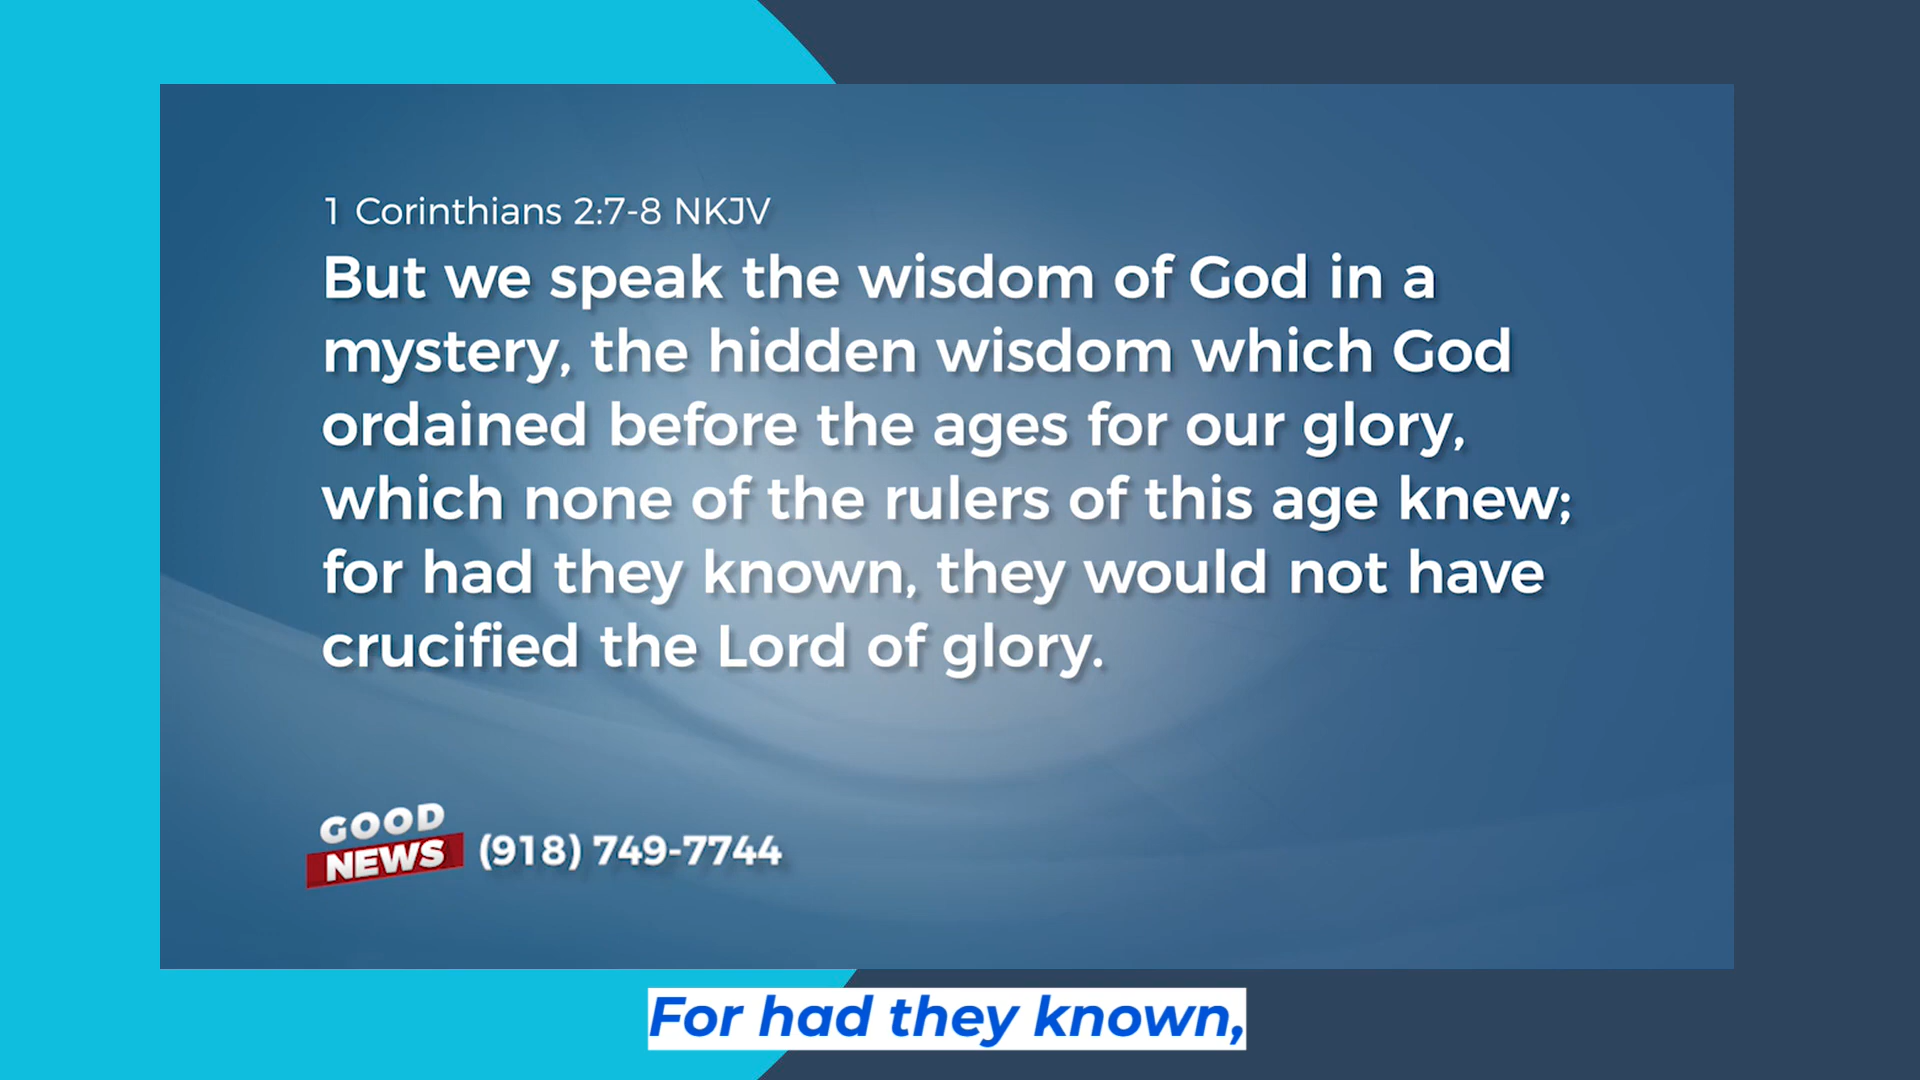 1 Corinthians 2:7-8 NKJV
But we speak the wisdom of God in a
mystery, the hidden wisdom which God
ordained before the ages for our glory,
which none of the rulers of this age knew;
for had they known, they would not have
crucified the Lord of glory.
GOOD
NEWS
(918) 749-7744
For had they known,